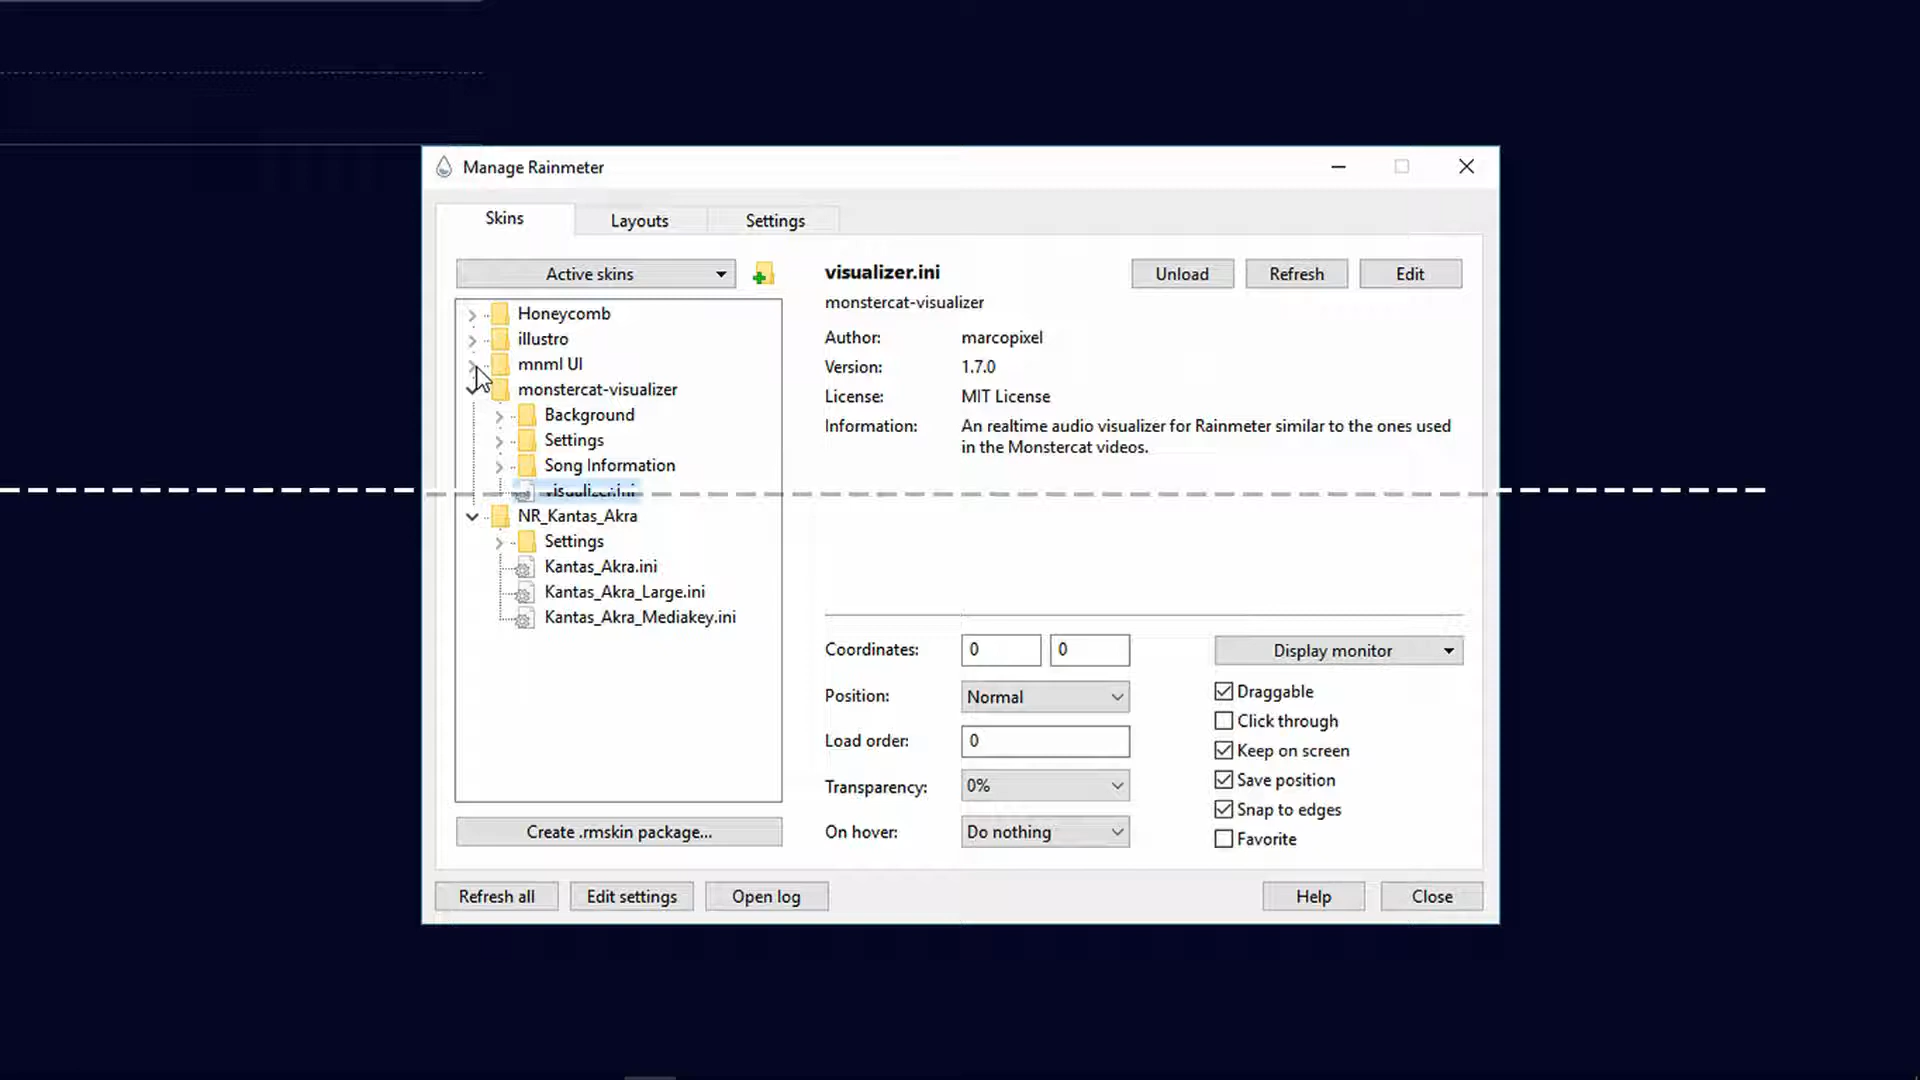 Manage Rainmeter
Skins
Layouts
Settings
Active skins
Honeycomb
illustro
mnml UI
monstercat-visualizer
Background
Settings
Song Information
visualizer.ini
NR_Kantas_Akra
Settings
Kantas_Akra.ini
Kantas_Akra_Large.ini
Kantas_Akra_Mediakey.ini
Create .rmskin package...
visualizer.ini
Unload
Refresh
Edit
monstercat-visualizer
Author: marcopixel
Version: 1.7.0
License: MIT License
Information: An realtime audio visualizer for Rainmeter similar to the ones used
in the Monstercat videos.
Coordinates: 0 0
Position: Normal
Load order: 0
Transparency: 0%
On hover: Do nothing
Display monitor
Draggable
Click through
Keep on screen
Save position
Snap to edges
Favorite
Refresh all
Edit settings
Open log
Help
Close